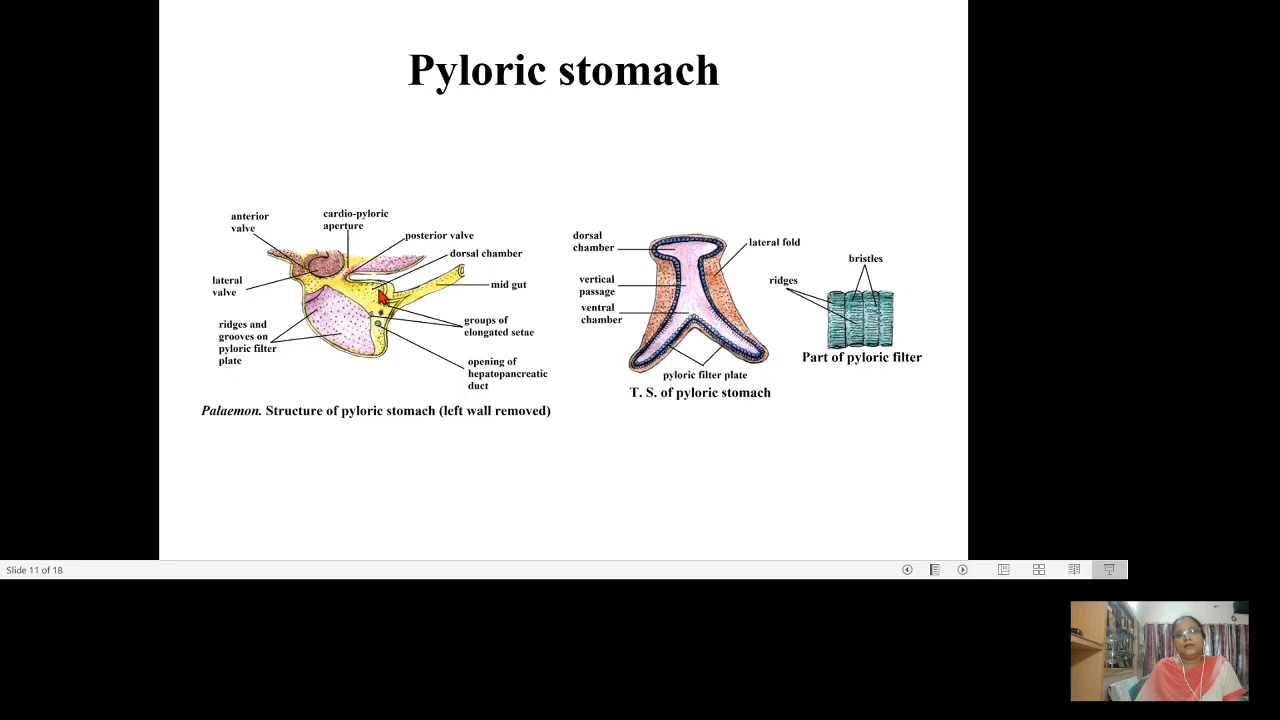 Pyloric stomach
anterior
valve
cardio-pyloric
aperture
posterior valve
dorsal chamber
lateral
valve
mid gut
ridges and
grooves on
pyloric filter
plate
groups of
elongated setae
opening of
hepatopancreatic
duct
Palaemon. Structure of pyloric stomach (left wall removed)
dorsal
chamber
lateral fold
vertical
passage
ventral
chamber
pyloric filter plate
T. S. of pyloric stomach
bristles
ridges
Part of pyloric filter
Slide 11 of 18